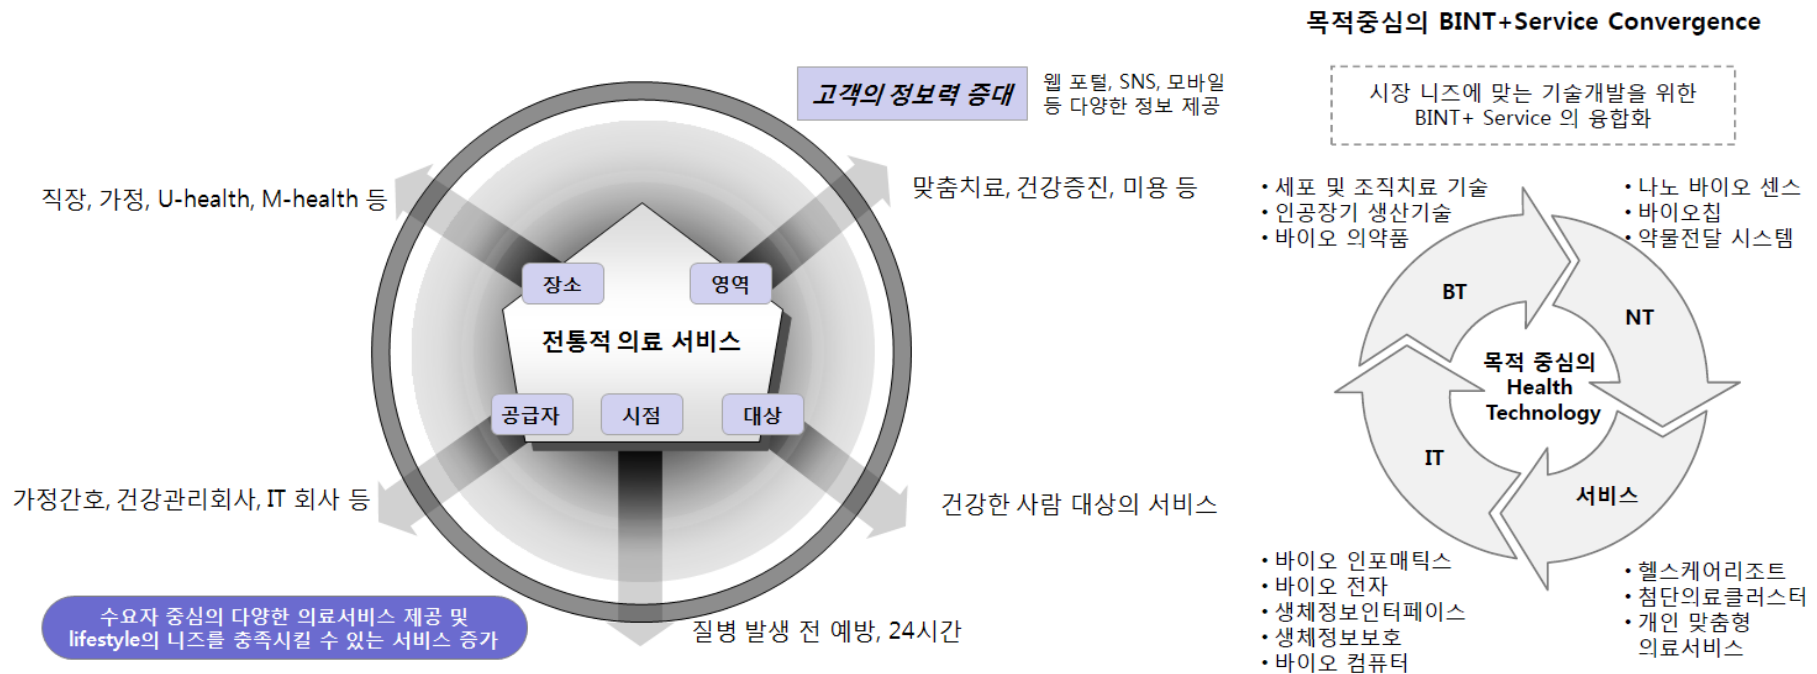 목적중심의 BINT+Service Convergence
고객의 정보력 증대
웹 포털, SNS, 모바일
등 다양한 정보 제공
시장 니즈에 맞는 기술개발을 위한
BINT+ Service 의 융합화
직장, 가정, U-health, M-health 등
맞춤치료, 건강증진, 미용 등
장소
영역
전통적 의료 서비스
공급자
시점
대상
가정간호, 건강관리회사, IT 회사 등
건강한 사람 대상의 서비스
질병 발생 전 예방, 24시간
수요자 중심의 다양한 의료서비스 제공 및
lifestyle의 니즈를 충족시킬 수 있는 서비스 증가
• 세포 및 조직치료 기술
• 인공장기 생산기술
• 바이오 의약품
• 나노 바이오 센스
• 바이오칩
• 약물전달 시스템
BT
NT
목적 중심의
Health
Technology
IT
서비스
• 바이오 인포매틱스
• 바이오 전자
• 생체정보인터페이스
• 생체정보보호
• 바이오 컴퓨터
• 헬스케어리조트
• 첨단의료클러스터
• 개인 맞춤형
의료서비스